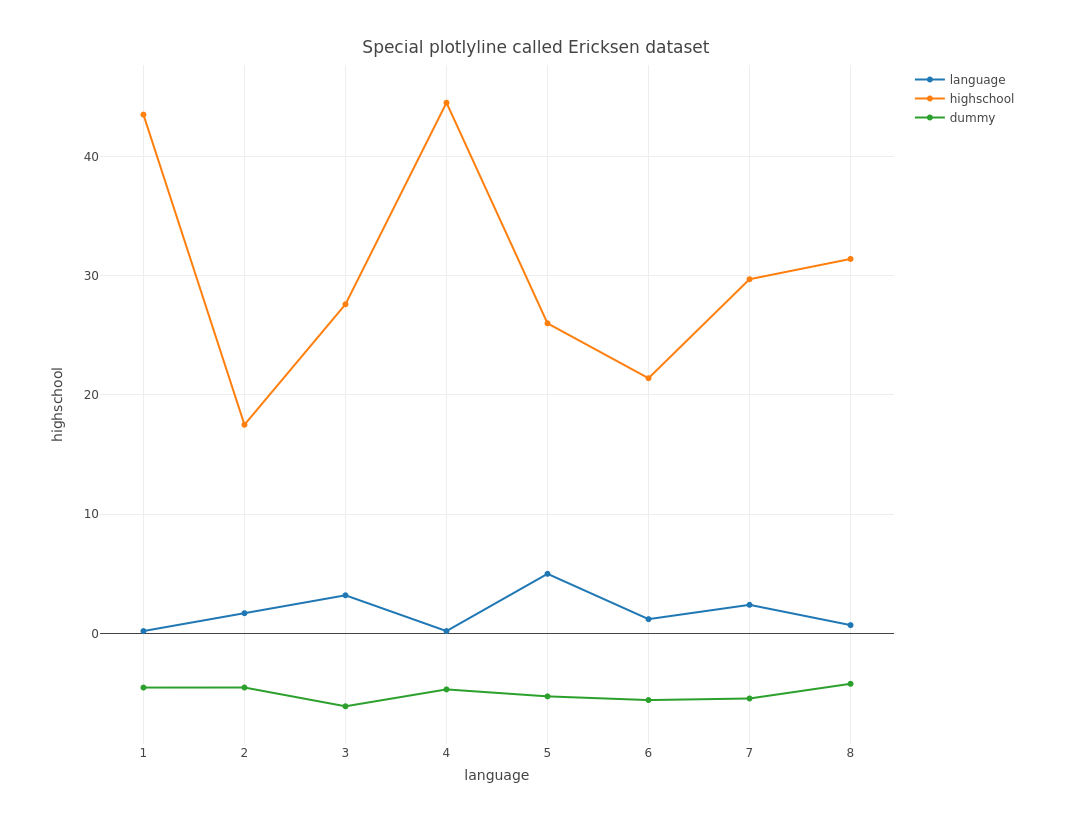 Special plotlyline called Ericksen dataset
language
highschool
dummy
highschool
40
30
20
10
0
1 2 3 4 5 6 7 8
language